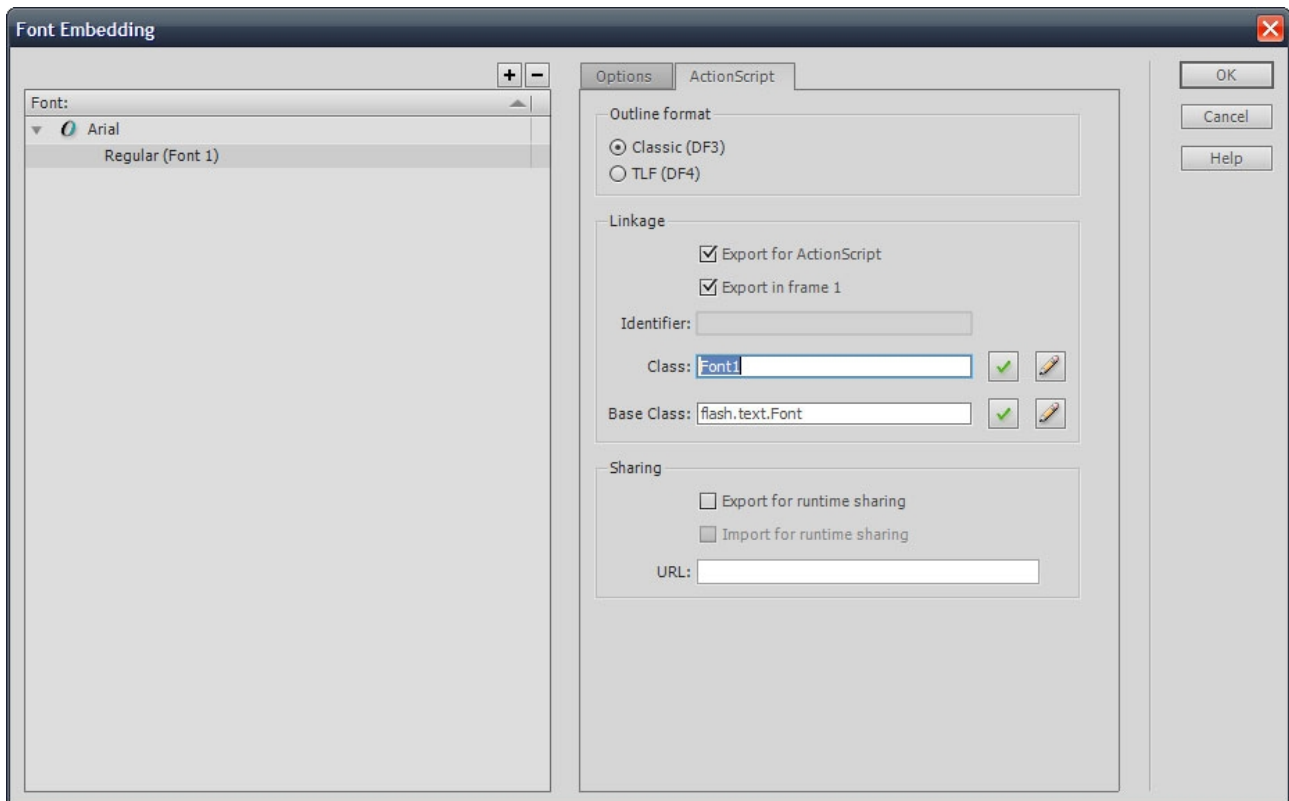 Font Embedding
+ -
Font:
O Arial
Regular (Font 1)
Options ActionScript
Outline format
Classic (DF3)
TLF (DF4)
Linkage
Export for ActionScript
Export in frame 1
Identifier:
Class: Font1
Base Class: flash.text.Font
Sharing
Export for runtime sharing
Import for runtime sharing
URL:
OK
Cancel
Help